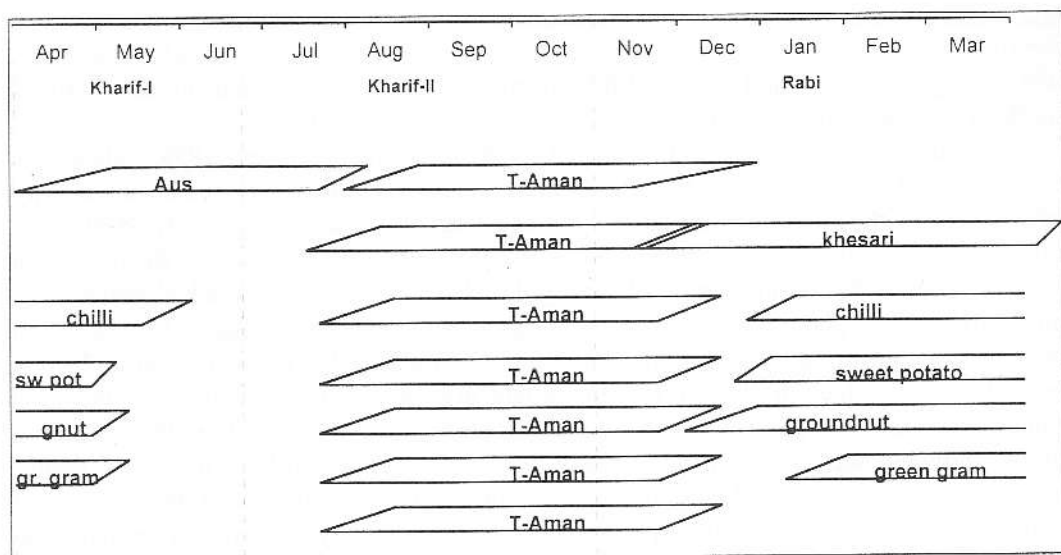 Apr May Jun Jul Aug Sep Oct Nov Dec Jan Feb Mar
Kharif-I Kharif-II Rabi
Aus T-Aman
T-Aman khesari
chilli T-Aman chilli
sw pot T-Aman sweet potato
gnut T-Aman groundnut
gr. gram T-Aman green gram
T-Aman